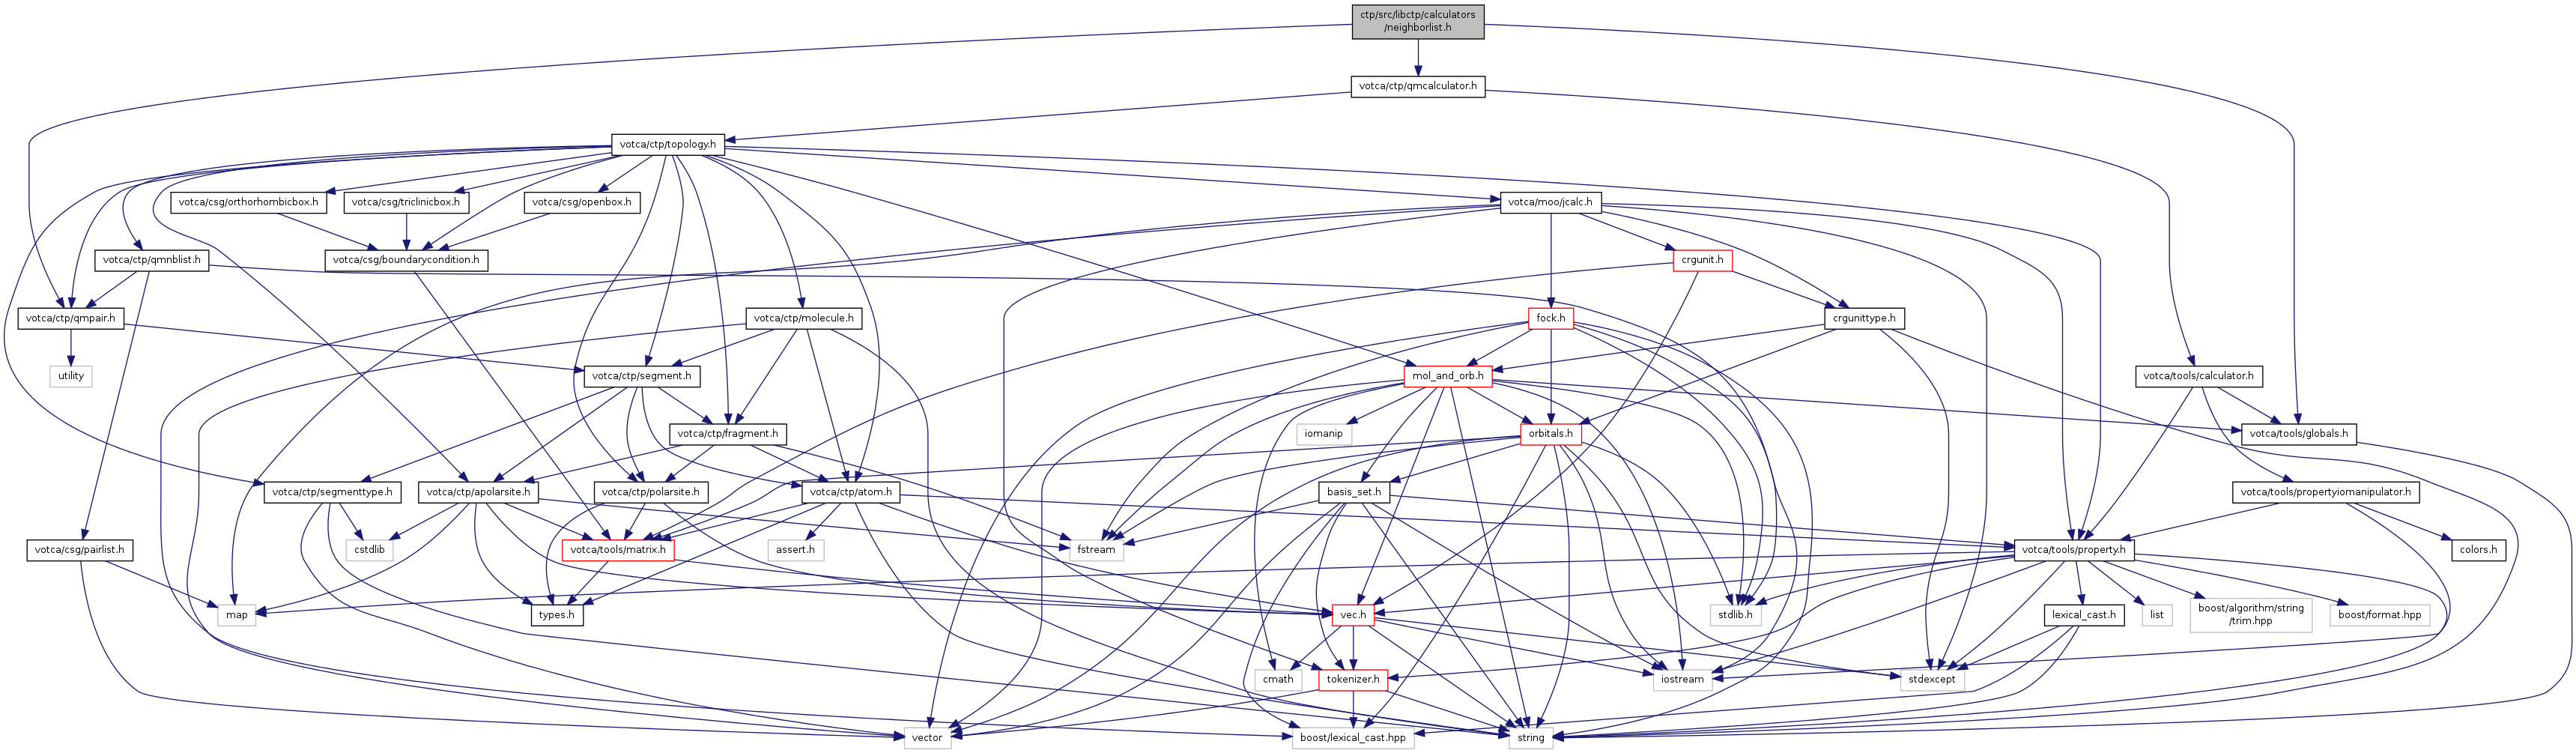 ctp/src/libctp/calculators
/neighborlist.h
votca/ctp/qmcalculator.h
votca/ctp/topology.h
votca/csg/orthorhombicbox.h
votca/csg/triclinicbox.h
votca/csg/openbox.h
votca/moo/jcalc.h
votca/ctp/qmnblist.h
votca/csg/boundarycondition.h
crgunit.h
votca/ctp/qmpair.h
votca/ctp/molecule.h
fock.h
crgunittype.h
utility
votca/ctp/segment.h
mol_and_orb.h
votca/tools/calculator.h
votca/ctp/fragment.h
iomanip
orbitals.h
votca/tools/globals.h
votca/ctp/segmenttype.h
votca/ctp/apolarsite.h
votca/ctp/polarsite.h
votca/ctp/atom.h
basis_set.h
votca/tools/propertyiomanipulator.h
votca/csg/pairlist.h
cstdlib
votca/tools/matrix.h
assert.h
fstream
votca/tools/property.h
colors.h
map
types.h
vec.h
stdlib.h
lexical_cast.h
list
boost/algorithm/string
/trim.hpp
boost/format.hpp
cmath
tokenizer.h
iostream
stdexcept
vector
boost/lexical_cast.hpp
string